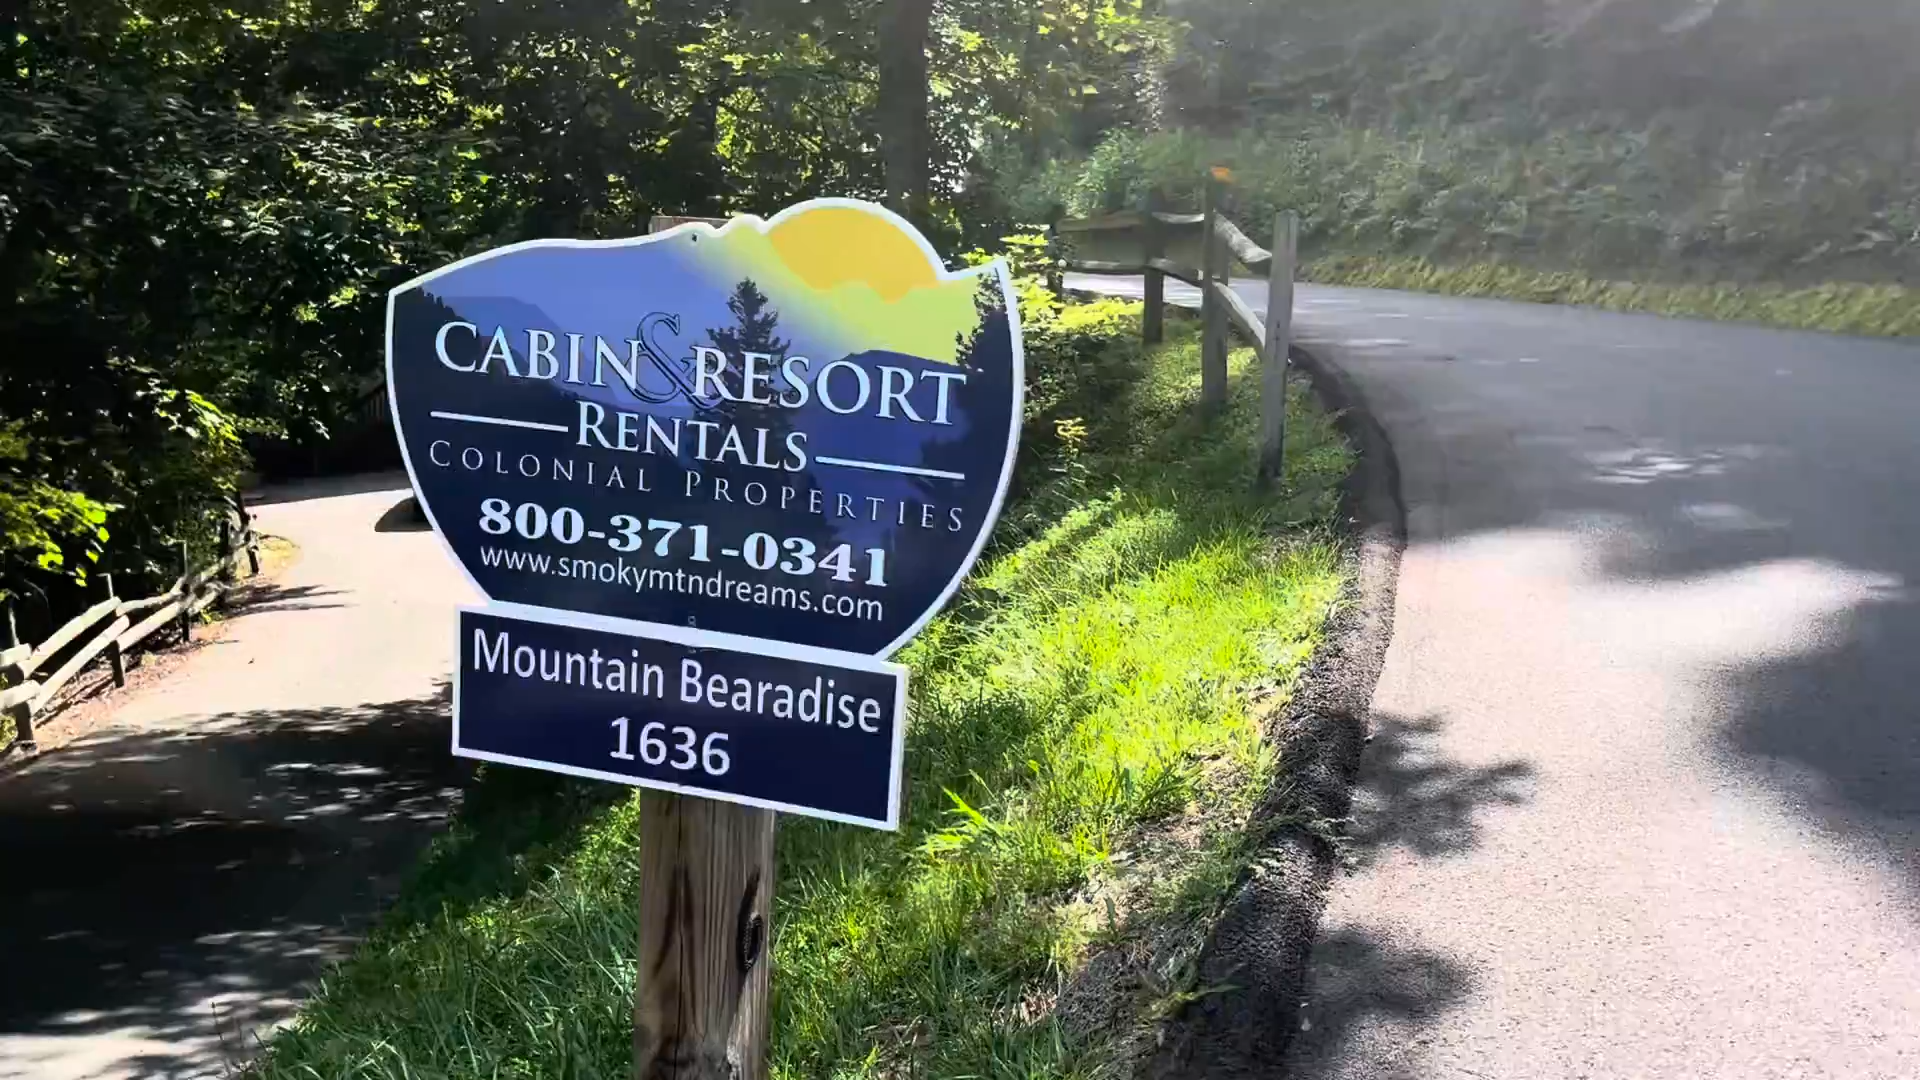 CABIN & RESORT
RENTALS
COLONIAL PROPERTIES
800-371-0341
www.smokymtndreams.com
Mountain Bearadise
1636